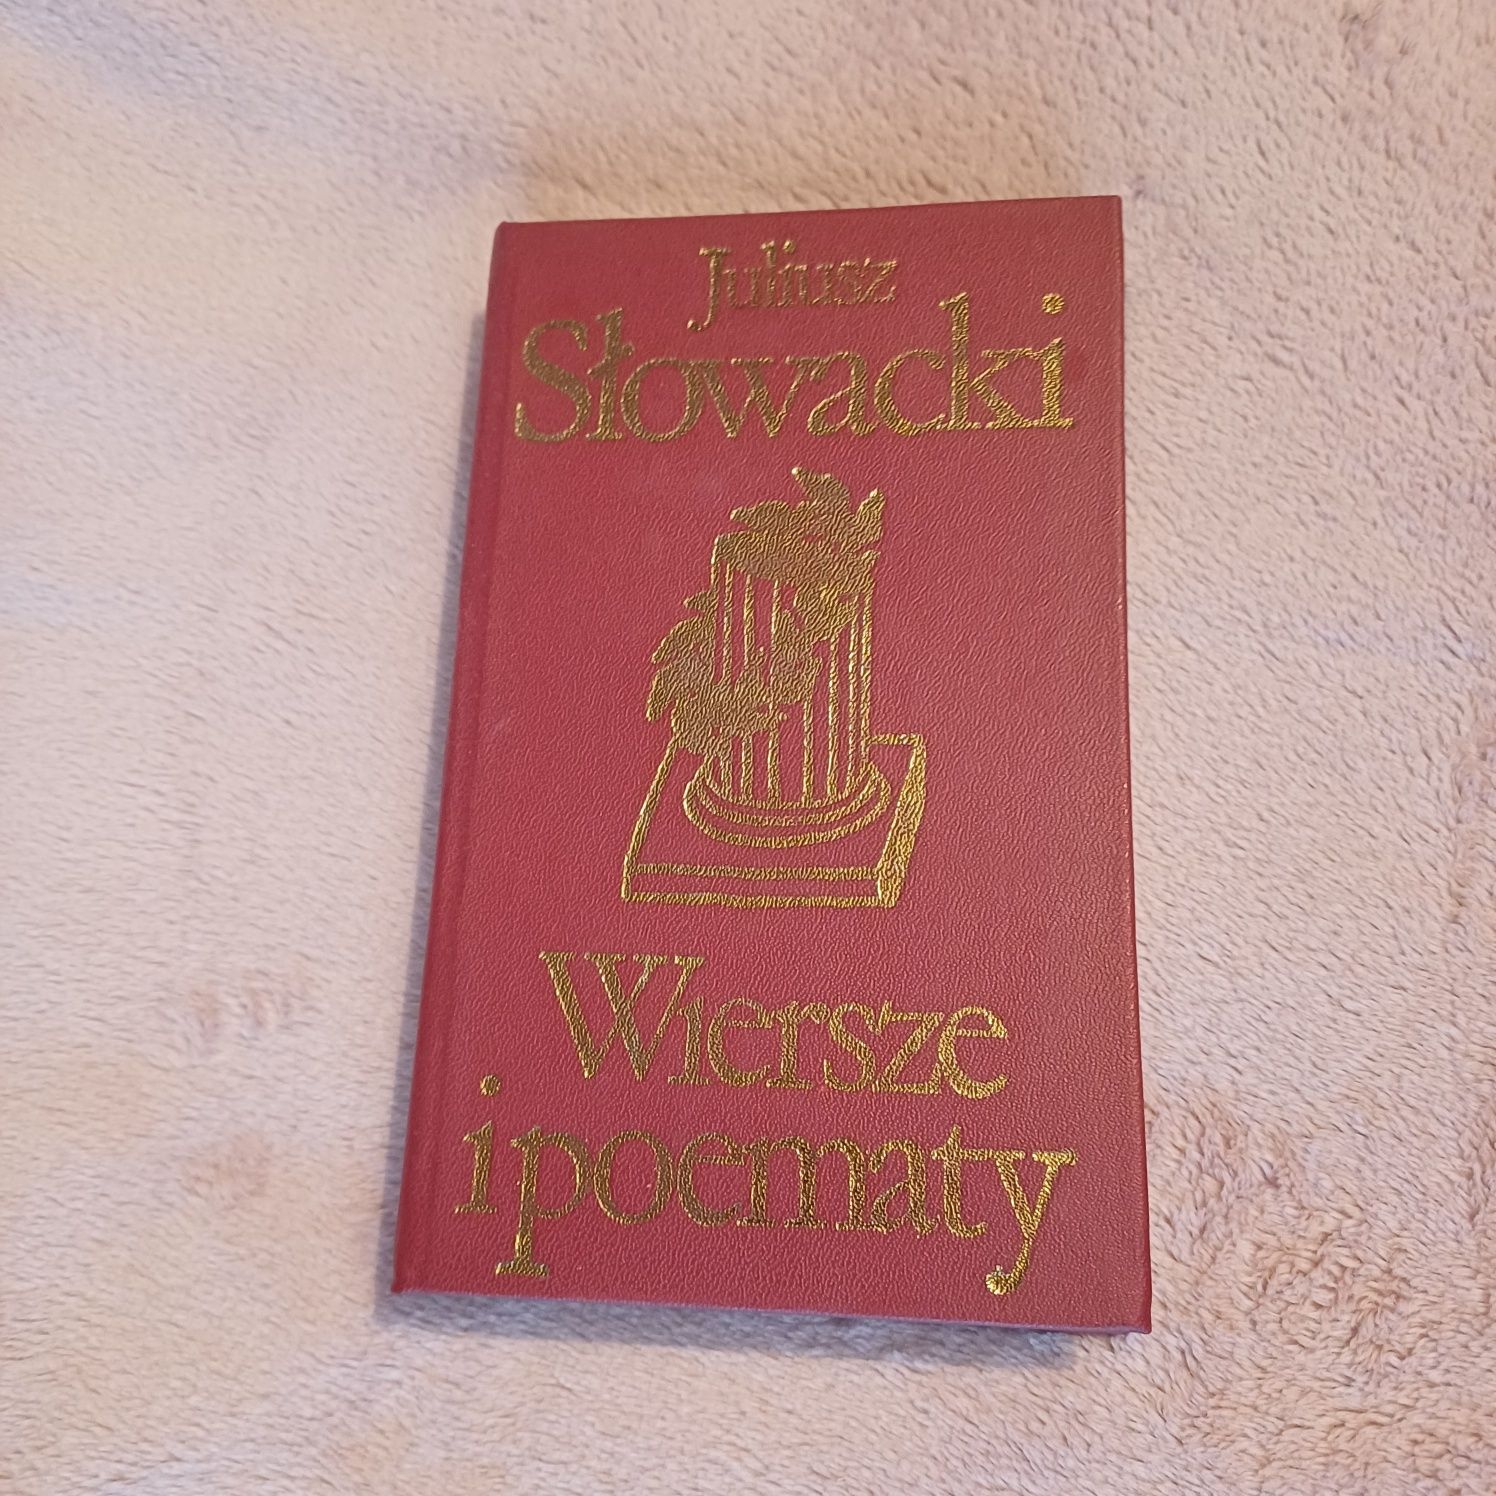 Juliusz
Słowacki
Wiersze
i poematy